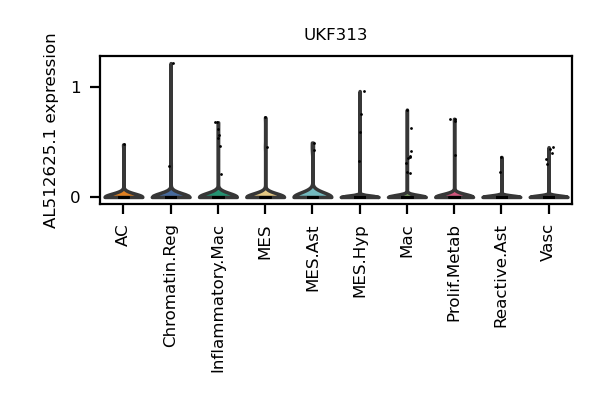 UKF313
AL512625.1 expression
1
0
AC
Chromatin.Reg
Inflammatory.Mac
MES
MES.Ast
MES.Hyp
Mac
Prolif.Metab
Reactive.Ast
Vasc